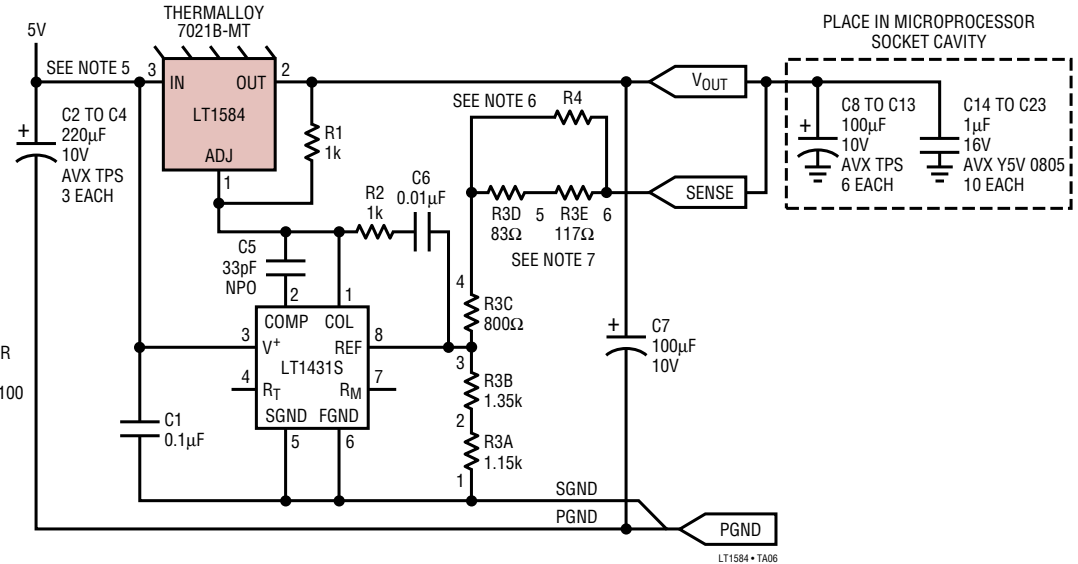 THERMALLOY
7021B-MT
5V
SEE NOTE 5
3
IN
OUT
2
LT1584
ADJ
1
+
C2 TO C4
220µF
10V
AVX TPS
3 EACH
R1
1k
SEE NOTE 6
R4
VOUT
PLACE IN MICROPROCESSOR
SOCKET CAVITY
+
C8 TO C13
100µF
10V
AVX TPS
6 EACH
C14 TO C23
1µF
16V
AVX Y5V 0805
10 EACH
R2
1k
C6
0.01µF
R3D
83Ω
5
R3E
117Ω
6
SENSE
SEE NOTE 7
C5
33pF
NPO
2
1
4
R3C
800Ω
COMP
COL
3
V+
REF
8
LT1431S
4
RT
RM
7
SGND
FGND
5
6
3
R3B
1.35k
2
R3A
1.15k
1
+
C7
100µF
10V
R
100
C1
0.1µF
SGND
PGND
PGND
LT1584 • TA06